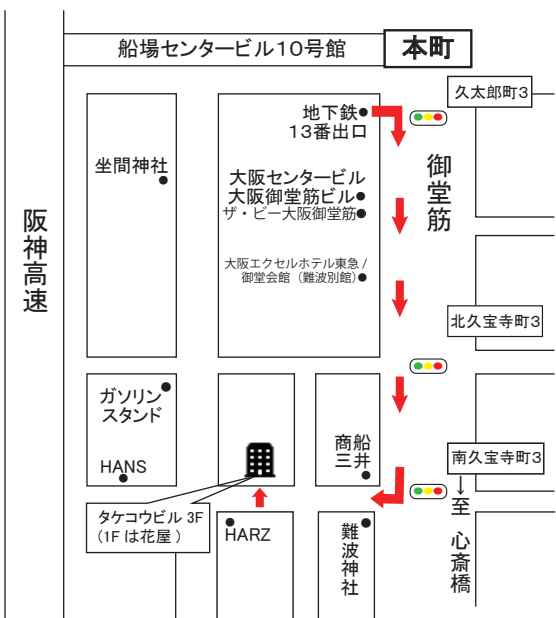 船場センタービル10号館
本町
久太郎町3
地下鉄
13番出口
坐間神社
大阪センタービル
大阪御堂筋ビル
ザ・ビー大阪御堂筋
御堂筋
阪神高速
大阪エクセルホテル東急 /
御堂会館（難波別館）
北久宝寺町3
ガソリン
スタンド
HANS
商船
三井
南久宝寺町3
↓至 心斎橋
タケコウビル 3F
(1F は花屋 )
HARZ
難波神社